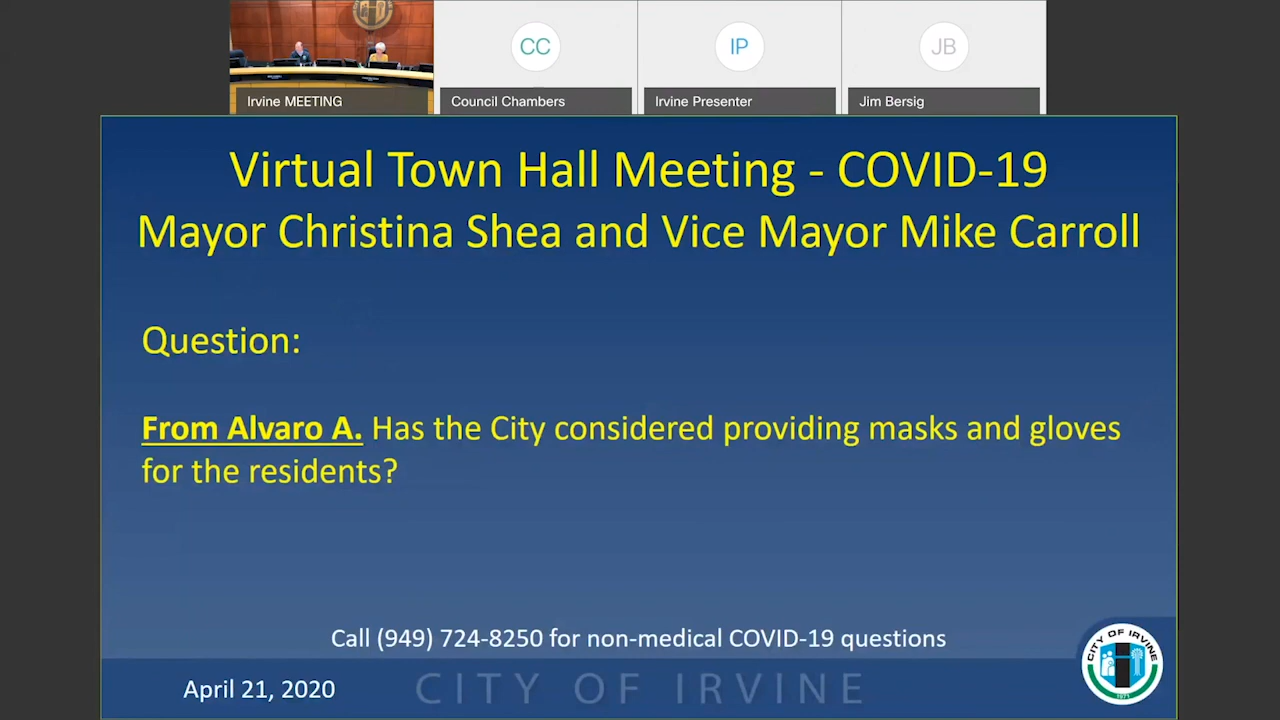 CC
IP
JB
Irvine MEETING
Council Chambers
Irvine Presenter
Jim Bersig
Virtual Town Hall Meeting - COVID-19
Mayor Christina Shea and Vice Mayor Mike Carroll
Question:
From Alvaro A. Has the City considered providing masks and gloves
for the residents?
Call (949) 724-8250 for non-medical COVID-19 questions
April 21, 2020
CITY OF IRVINE
CITY OF IRVINE
1971